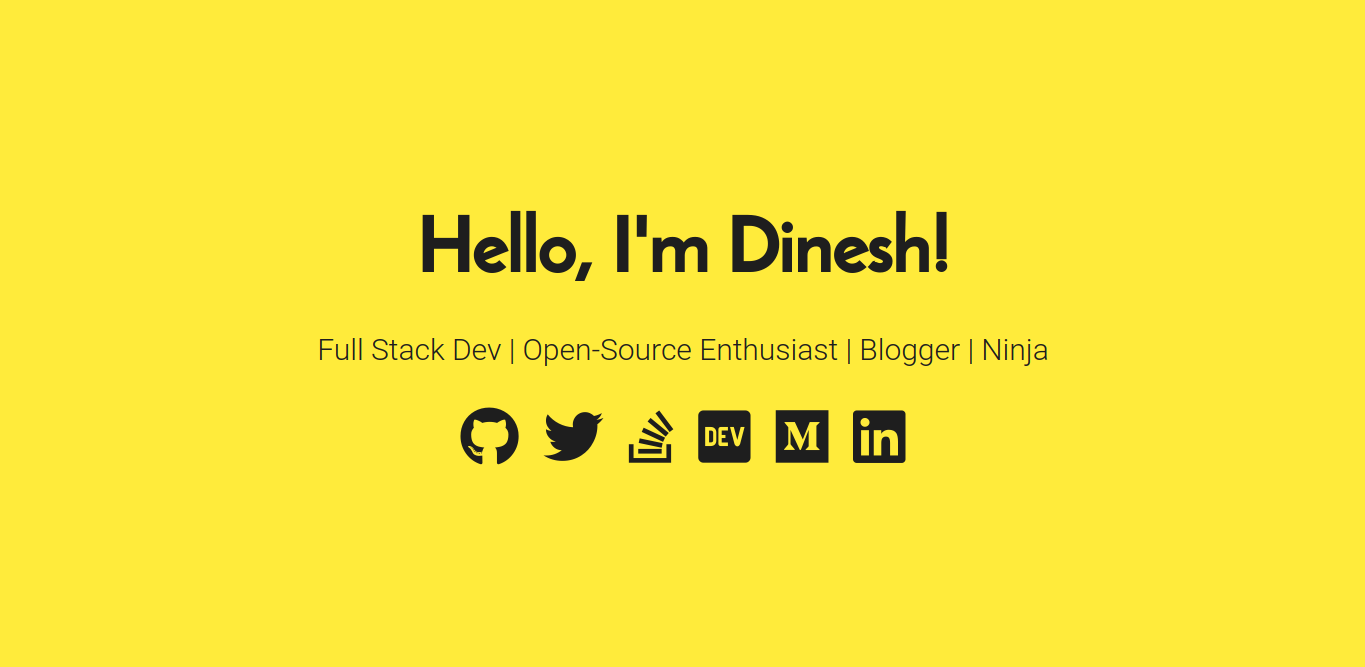 Hello, I'm Dinesh!
Full Stack Dev | Open-Source Enthusiast | Blogger | Ninja
DEV M in